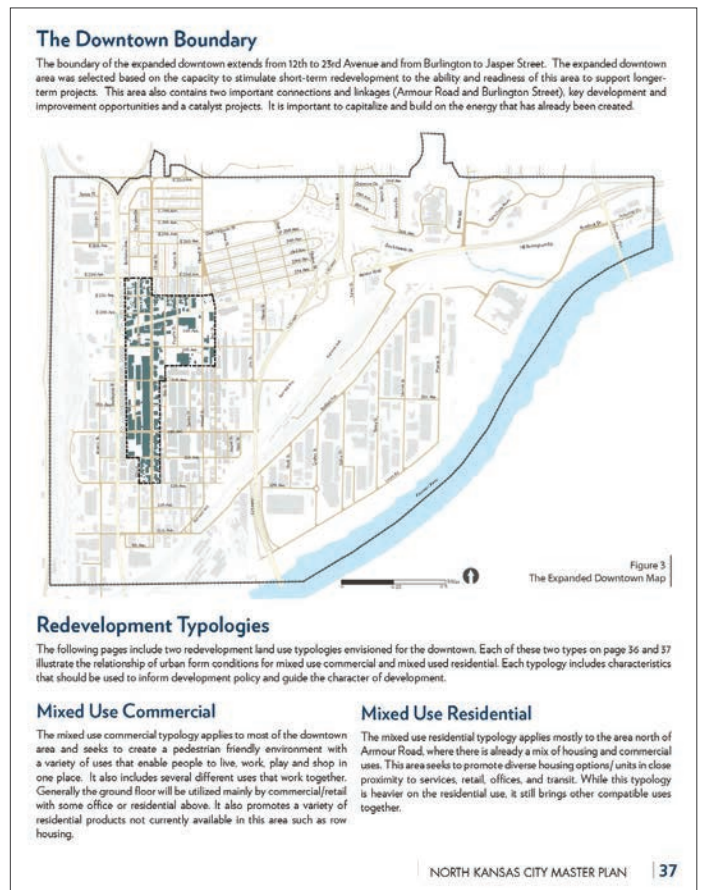 The Downtown Boundary
The boundary of the expanded downtown extends from 12th to 23rd Avenue and from Burlington to Jasper Street. The expanded downtown
area was selected based on the capacity to stimulate short-term redevelopment to the ability and readiness of this area to support longer-
term projects. This area also contains two important connections and linkages (Armour Road and Burlington Street), key development and
improvement opportunities and a catalyst projects. It is important to capitalize and build on the energy that has already been created.
Figure 3
The Expanded Downtown Map
Redevelopment Typologies
The following pages include two redevelopment land use typologies envisioned for the downtown. Each of these two types on page 36 and 37
illustrate the relationship of urban form conditions for mixed use commercial and mixed used residential. Each typology includes characteristics
that should be used to inform development policy and guide the character of development.
Mixed Use Commercial
The mixed use commercial typology applies to most of the downtown
area and seeks to create a pedestrian friendly environment with
a variety of uses that enable people to live, work, play and shop in
one place. It also includes several different uses that work together.
Generally the ground floor will be utilized mainly by commercial/retail
with some office or residential above. It also promotes a variety of
residential products not currently available in this area such as row
housing.
Mixed Use Residential
The mixed use residential typology applies mostly to the area north of
Armour Road, where there is already a mix of housing and commercial
uses. This area seeks to promote diverse housing options/ units in close
proximity to services, retail, offices, and transit. While this typology
is heavier on the residential use, it still brings other compatible uses
together.
NORTH KANSAS CITY MASTER PLAN 37